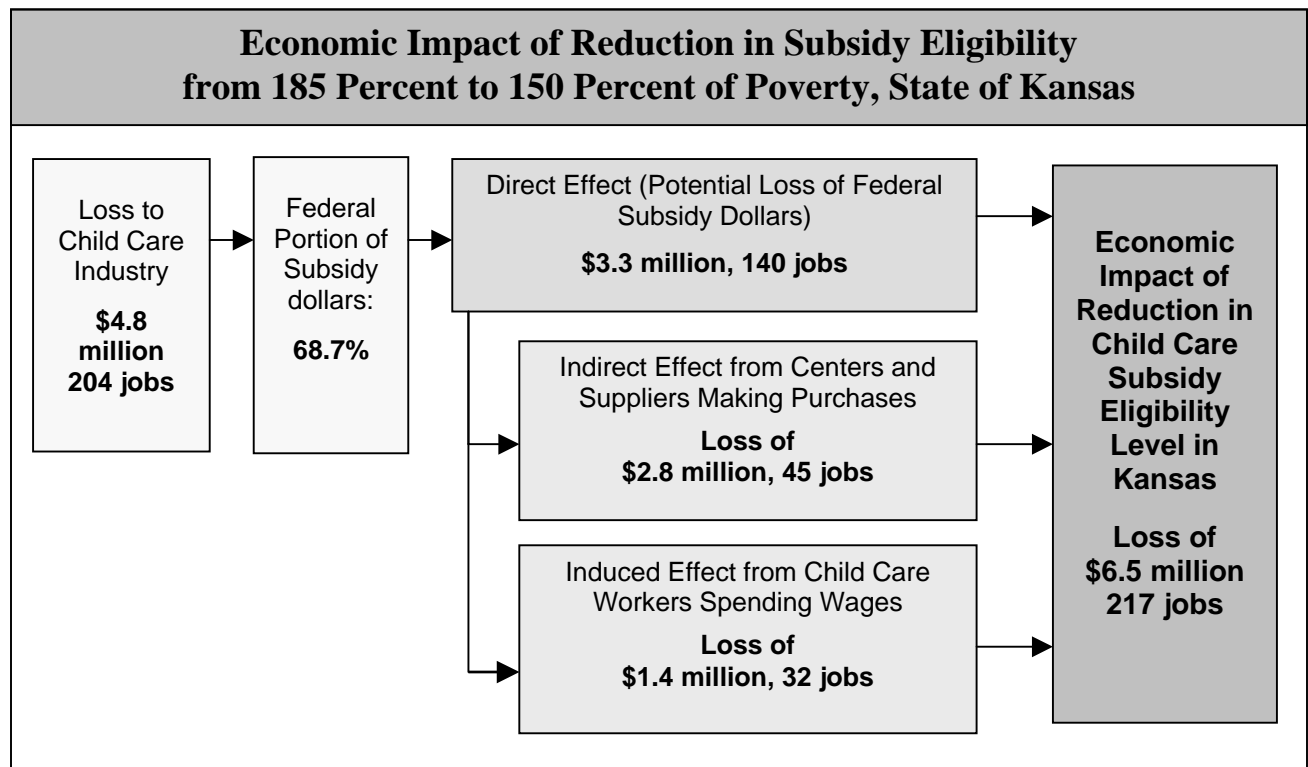 Economic Impact of Reduction in Subsidy Eligibility
from 185 Percent to 150 Percent of Poverty, State of Kansas
Loss to
Child Care
Industry
$4.8
million
204 jobs
Federal
Portion of
Subsidy
dollars:
68.7%
Direct Effect (Potential Loss of Federal
Subsidy Dollars)
$3.3 million, 140 jobs
Indirect Effect from Centers and
Suppliers Making Purchases
Loss of
$2.8 million, 45 jobs
Induced Effect from Child Care
Workers Spending Wages
Loss of
$1.4 million, 32 jobs
Economic
Impact of
Reduction in
Child Care
Subsidy
Eligibility
Level in
Kansas
Loss of
$6.5 million
217 jobs